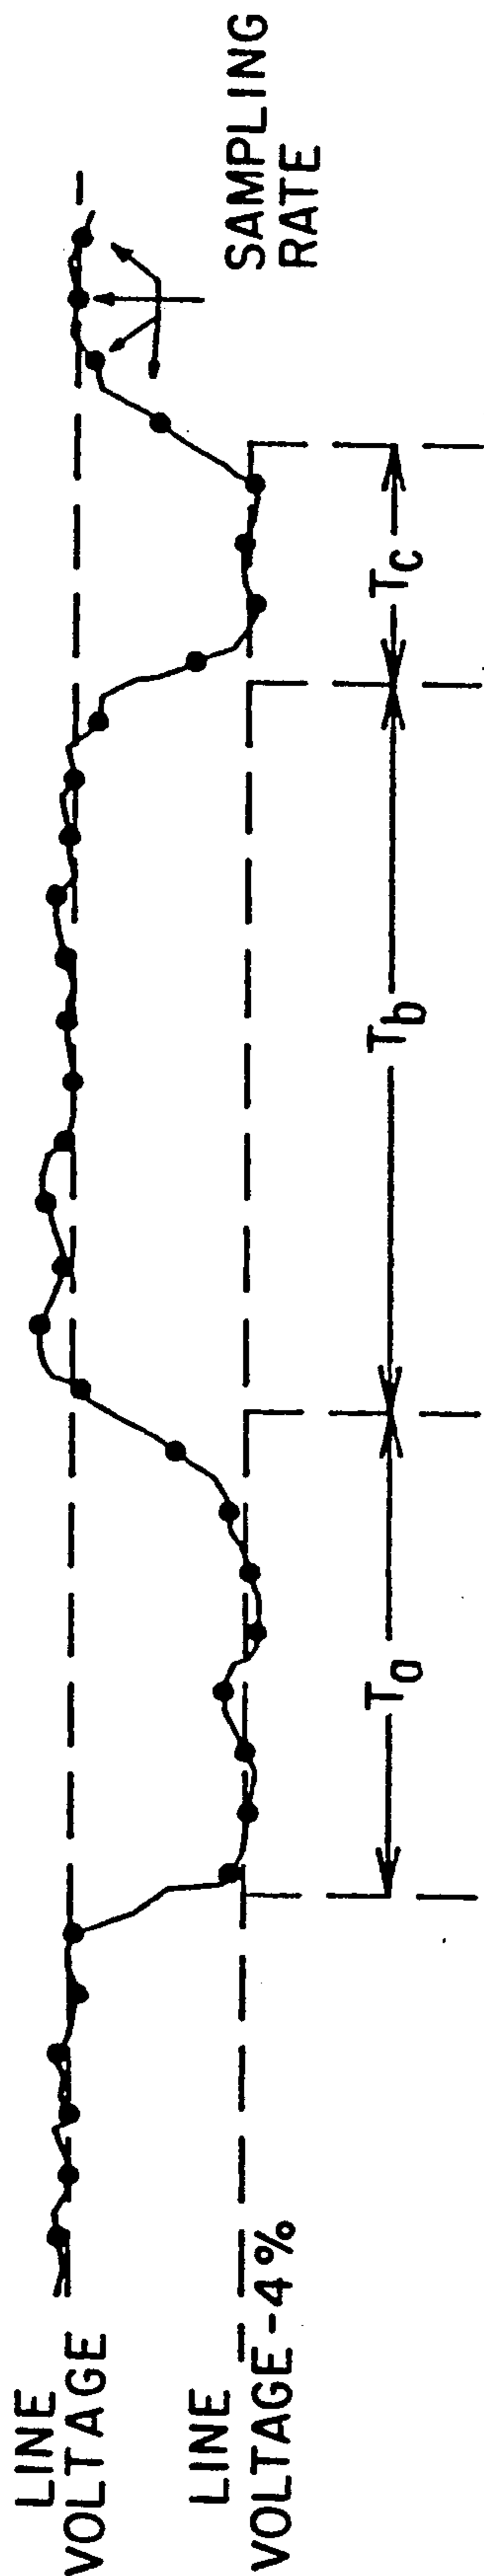 LINE
VOLTAGE
LINE
VOLTAGE-4%
Ta
Tb
Tc
SAMPLING
RATE